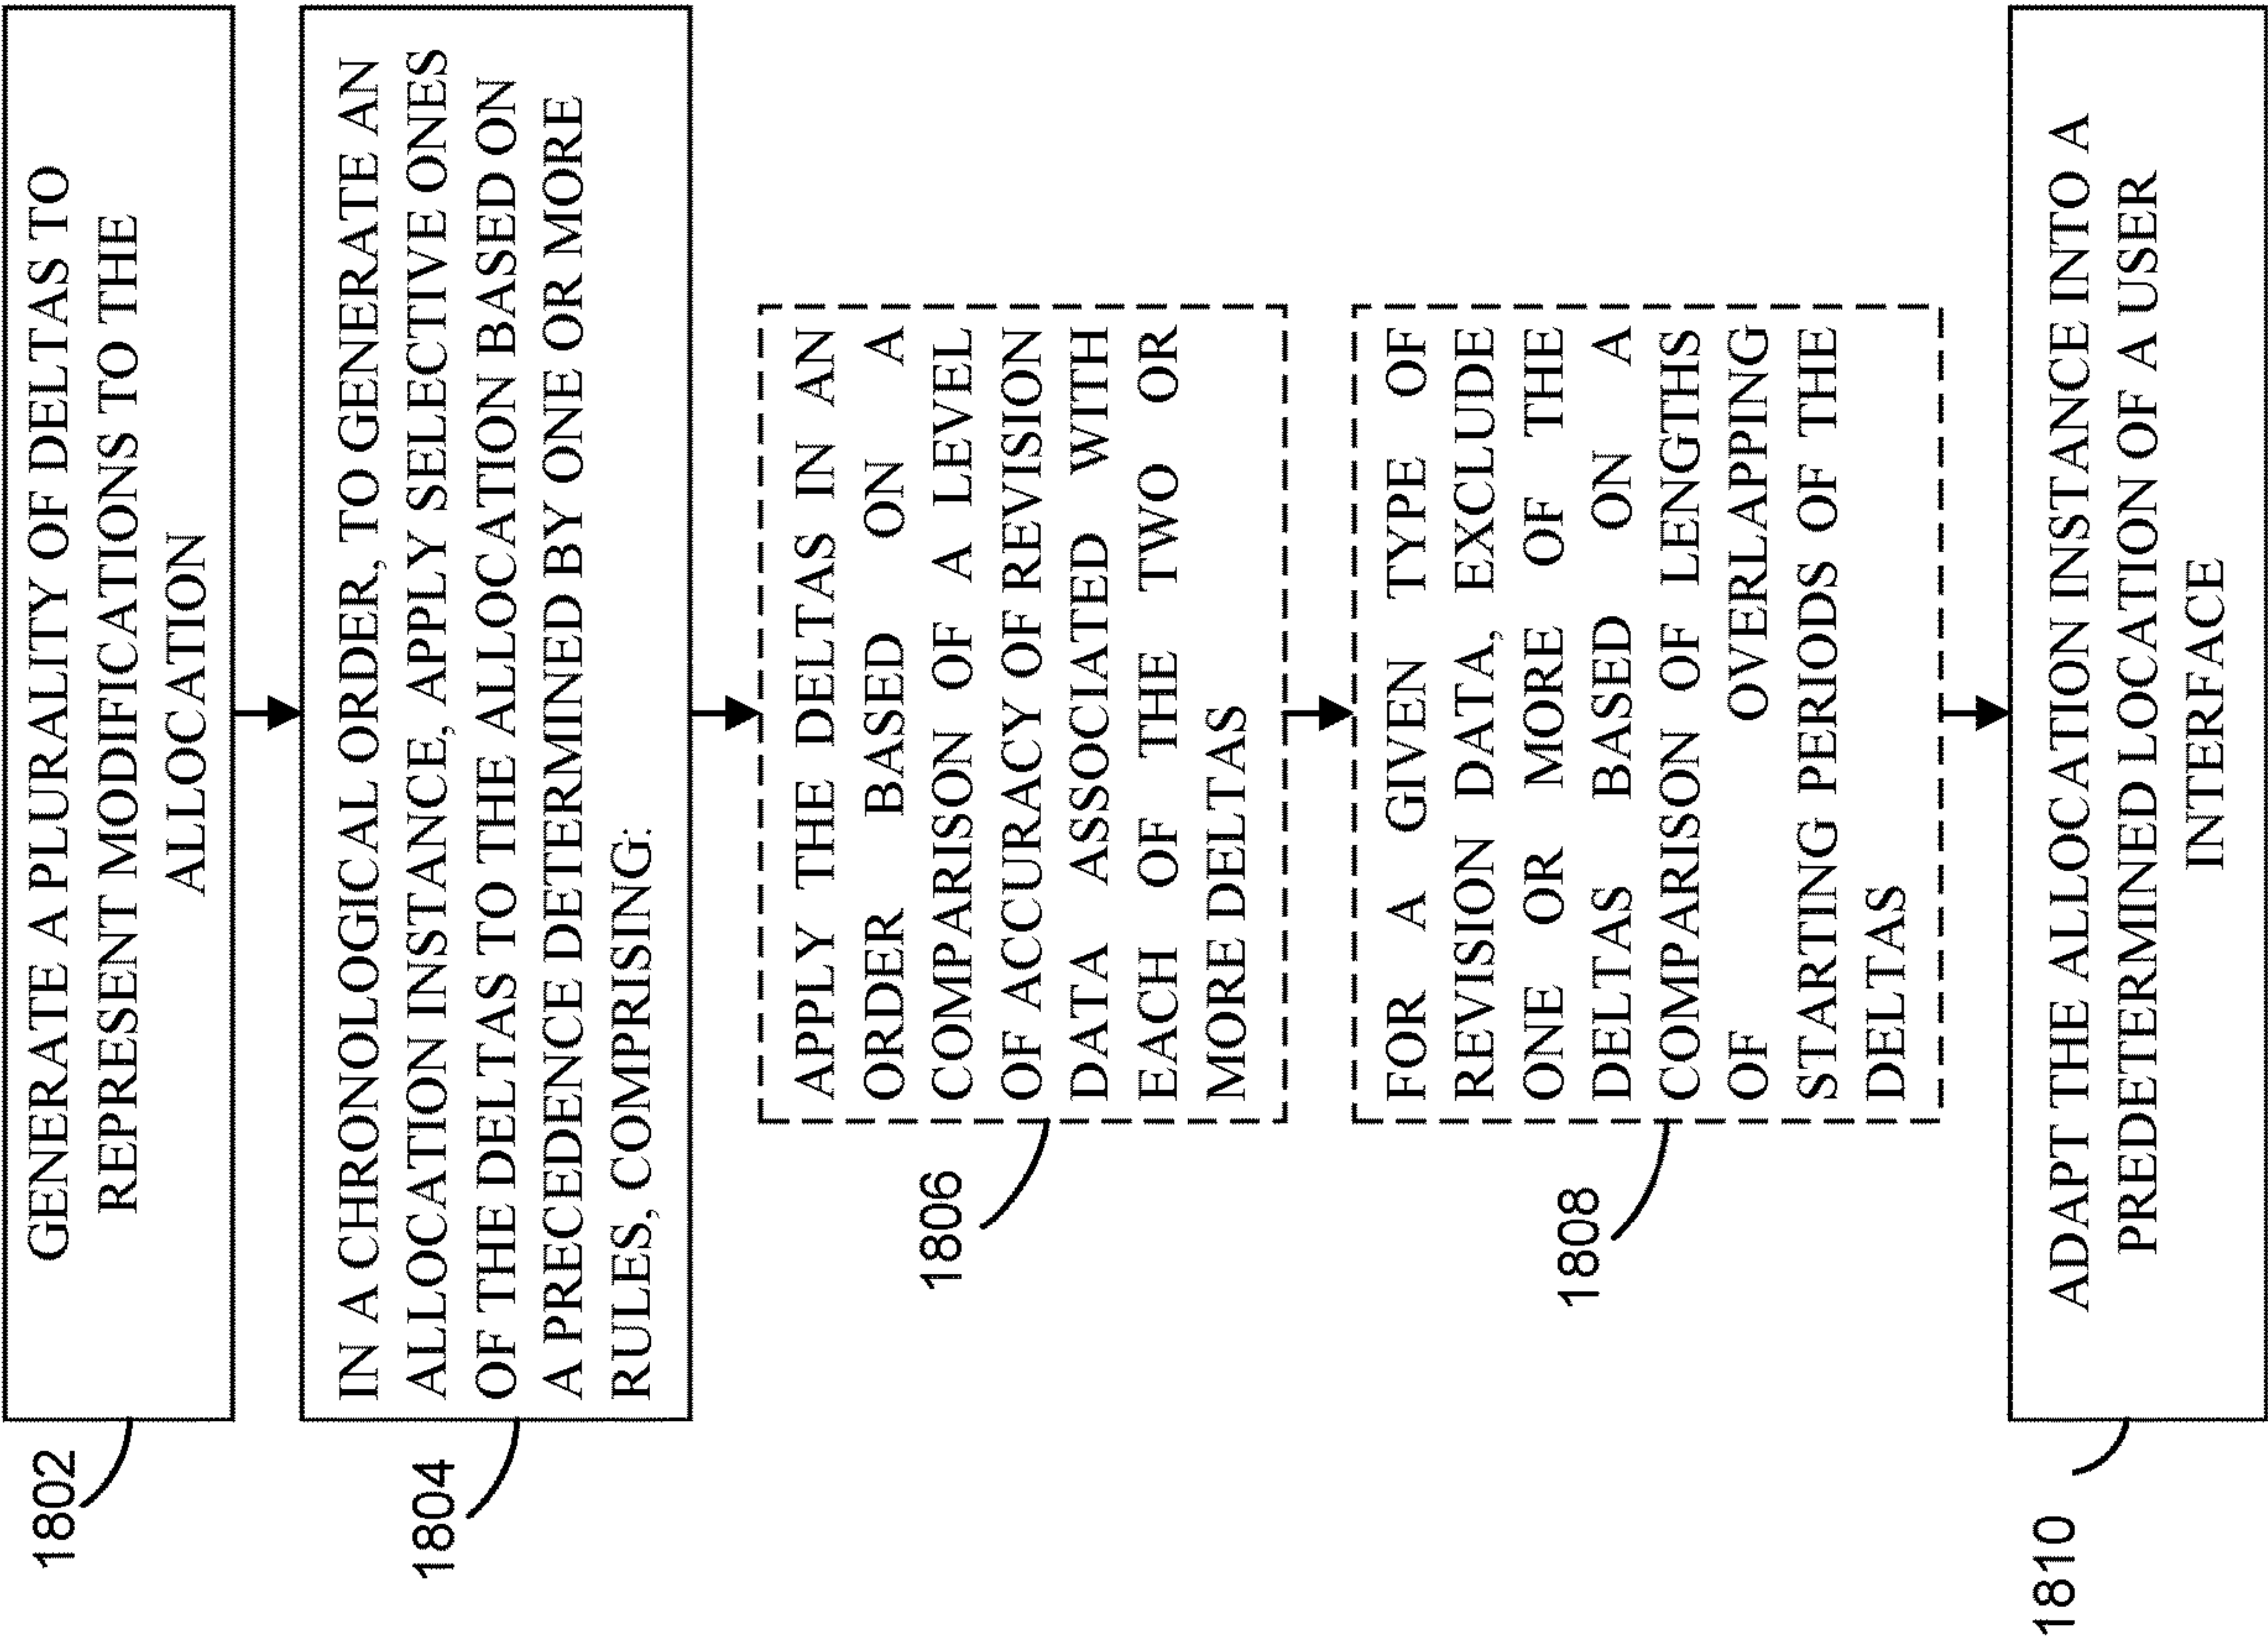 1802
GENERATE A PLURALITY OF DELTAS TO
REPRESENT MODIFICATIONS TO THE
ALLOCATION
1804
IN A CHRONOLOGICAL ORDER, TO GENERATE AN
ALLOCATION INSTANCE, APPLY SELECTIVE ONES
OF THE DELTAS TO THE ALLOCATION BASED ON
A PRECEDENCE DETERMINED BY ONE OR MORE
RULES, COMPRISING:
1806
APPLY THE DELTAS IN AN
ORDER BASED ON A
COMPARISON OF A LEVEL
OF ACCURACY OF REVISION
DATA ASSOCIATED WITH
EACH OF THE TWO OR
MORE DELTAS
1808
FOR A GIVEN TYPE OF
REVISION DATA, EXCLUDE
ONE OR MORE OF THE
DELTAS BASED ON A
COMPARISON OF LENGTHS
OF OVERLAPPING
STARTING PERIODS OF THE
DELTAS
1810
ADAPT THE ALLOCATION INSTANCE INTO A
PREDETERMINED LOCATION OF A USER
INTERFACE